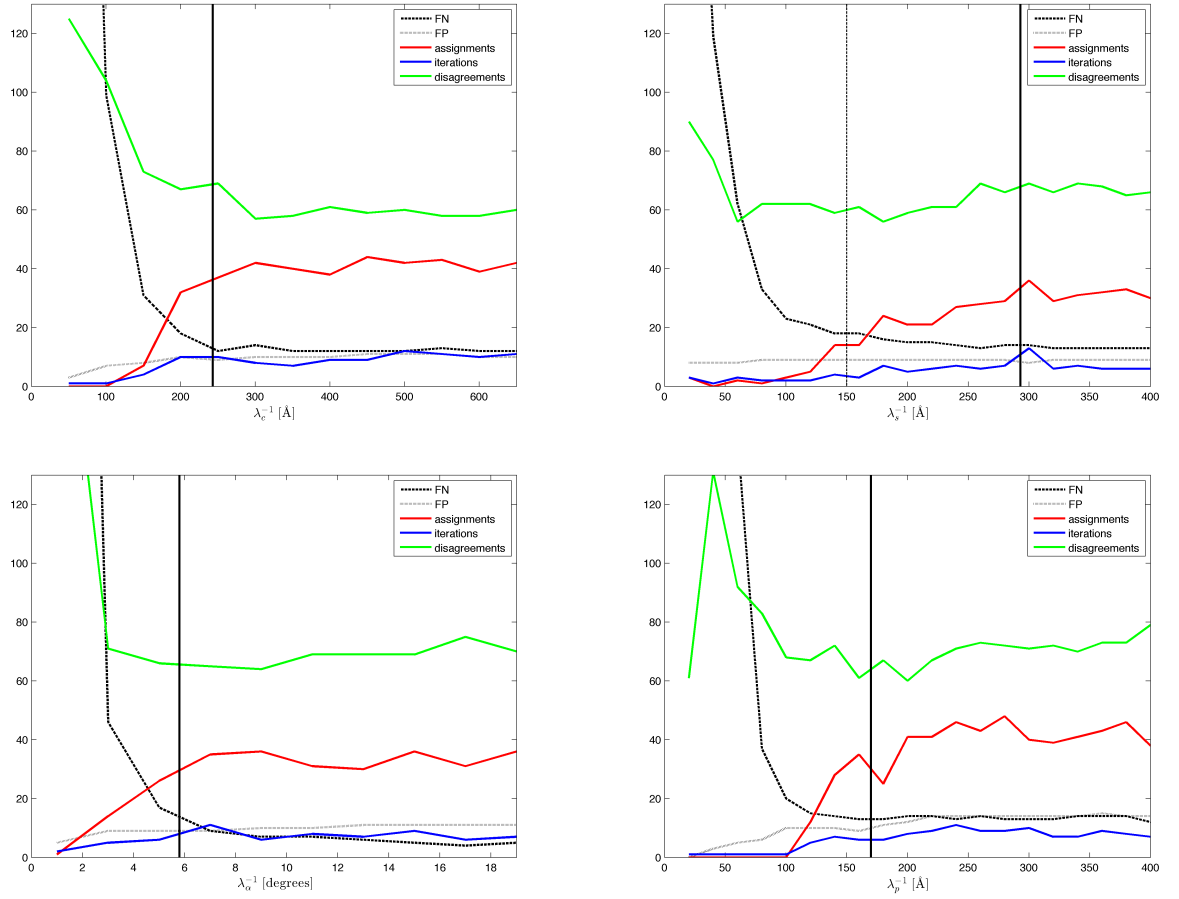 120
100
80
60
40
20
0
0 100 200 300 400 500 600
λc⁻¹ [Å]
FN
FP
assignments
iterations
disagreements
120
100
80
60
40
20
0
0 50 100 150 200 250 300 350 400
λs⁻¹ [Å]
FN
FP
assignments
iterations
disagreements
120
100
80
60
40
20
0
0 2 4 6 8 10 12 14 16 18
λα⁻¹ [degrees]
FN
FP
assignments
iterations
disagreements
120
100
80
60
40
20
0
0 50 100 150 200 250 300 350 400
λp⁻¹ [Å]
FN
FP
assignments
iterations
disagreements